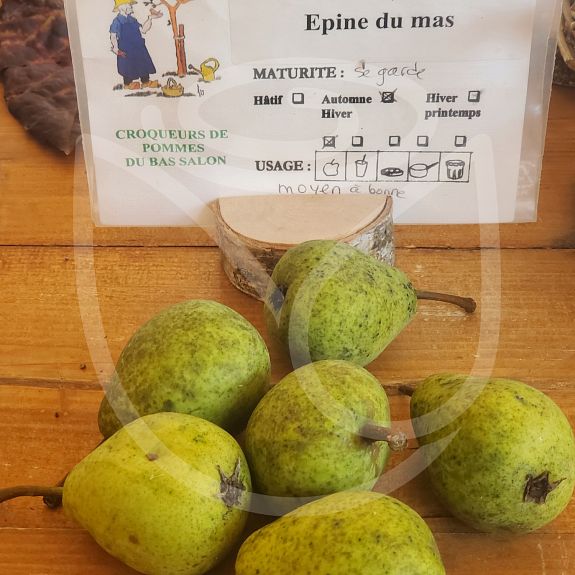 Epine du mas
MATURITE : Se garde
Hâtif Automne Hiver Hiver printemps
CROQUEURS DE
POMMES
DU BAS SALON
USAGE :
moyen à bonne